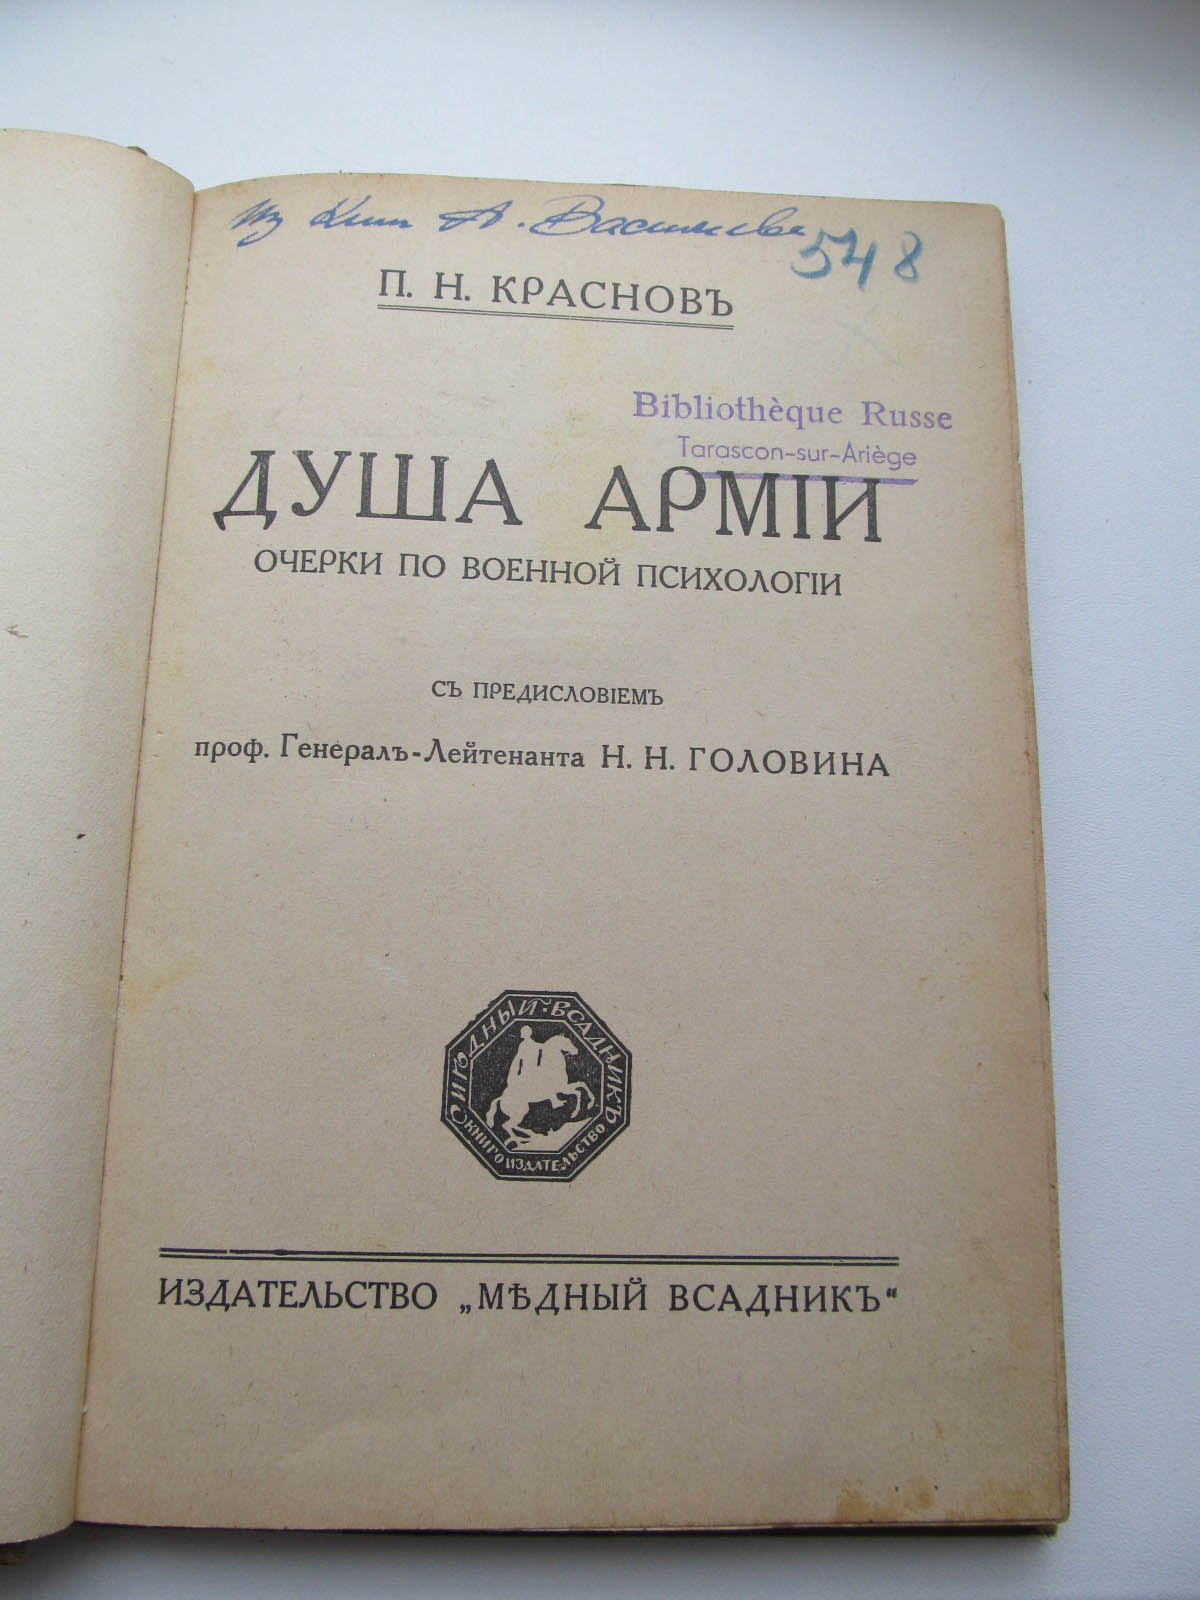 Из Книг А. Васильева
548
П. Н. КРАСНОВЪ
Bibliothèque Russe
Tarascon-sur-Ariège
ДУША АРМІИ
ОЧЕРКИ ПО ВОЕННОЙ ПСИХОЛОГІИ
СЪ ПРЕДИСЛОВІЕМЪ
проф. Генералъ-Лейтенанта Н. Н. ГОЛОВИНА
МѢДНЫЙ·ВСАДНИКЪ
КНИГОИЗДАТЕЛЬСТВО
ИЗДАТЕЛЬСТВО „МѢДНЫЙ ВСАДНИКЪ“